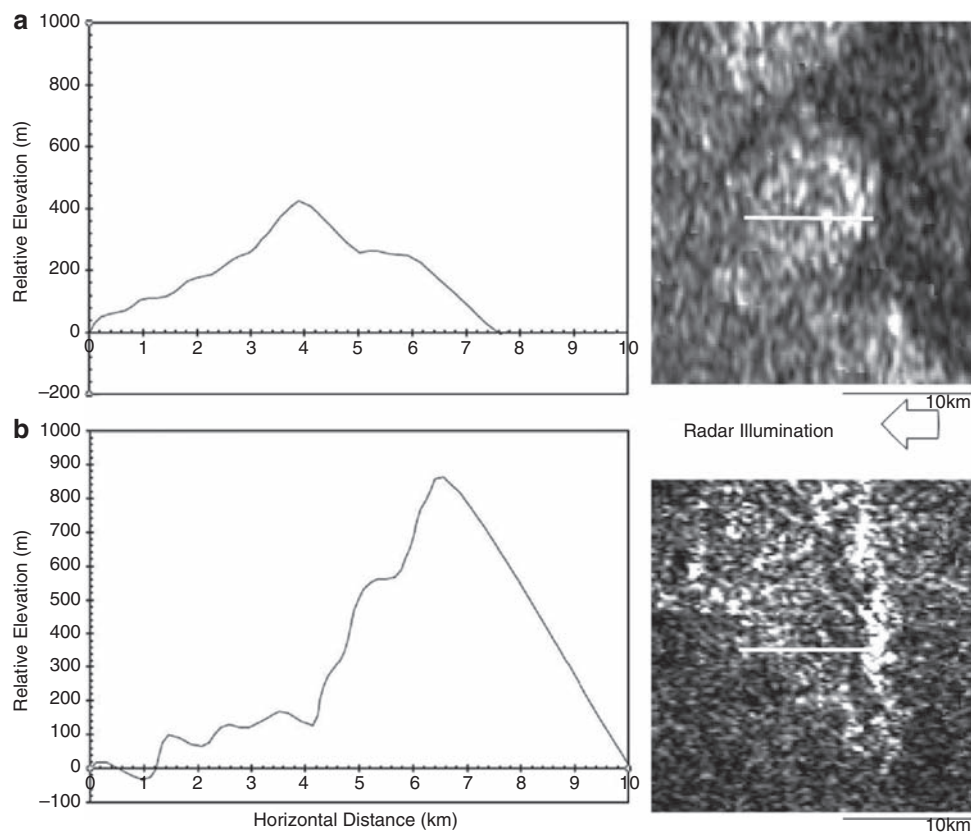 a
1000
800
600
400
200
0
–200
Relative Elevation (m)
0 1 2 3 4 5 6 7 8 9 10
10km
Radar Illumination
b
1000
900
800
700
600
500
400
300
200
100
0
–100
Relative Elevation (m)
0 1 2 3 4 5 6 7 8 9 10
Horizontal Distance (km)
10km